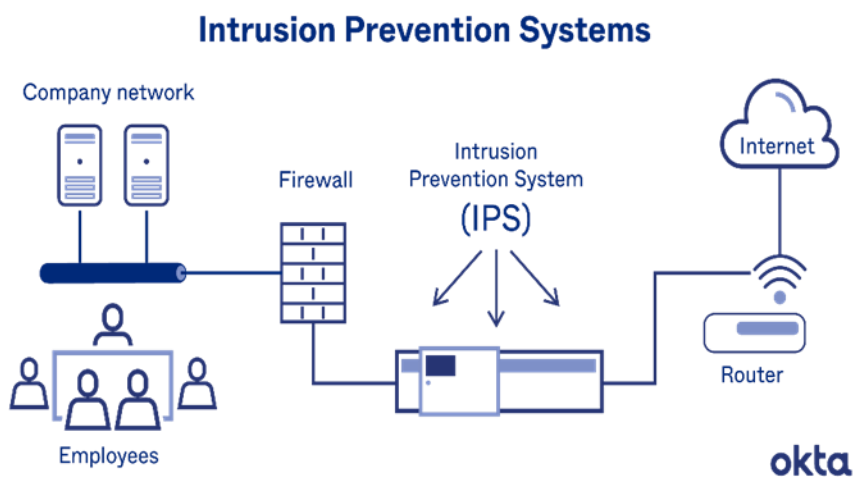 Intrusion Prevention Systems
Company network
Firewall
Intrusion
Prevention System
(IPS)
Internet
Router
Employees
okta